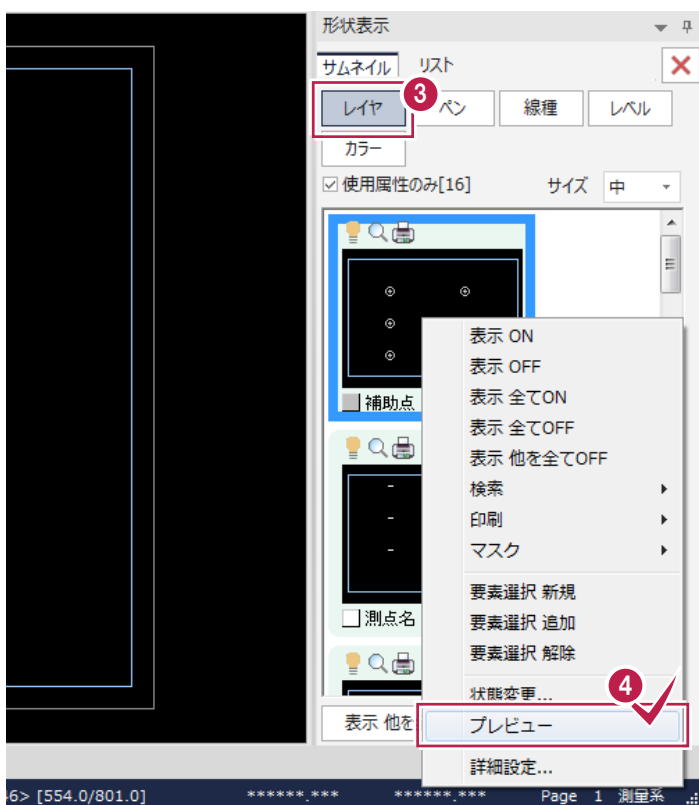 形状表示
サムネイル リスト
3
レイヤ ペン 線種 レベル
カラー
使用属性のみ[16] サイズ 中
補助点
測点名
表示 ON
表示 OFF
表示 全てON
表示 全てOFF
表示 他を全てOFF
検索
印刷
マスク
要素選択 新規
要素選択 追加
要素選択 解除
状態変更...
4
プレビュー
詳細設定...
表示 他を
6> [554.0/801.0] ******.*** ******.*** Page 1 測量系